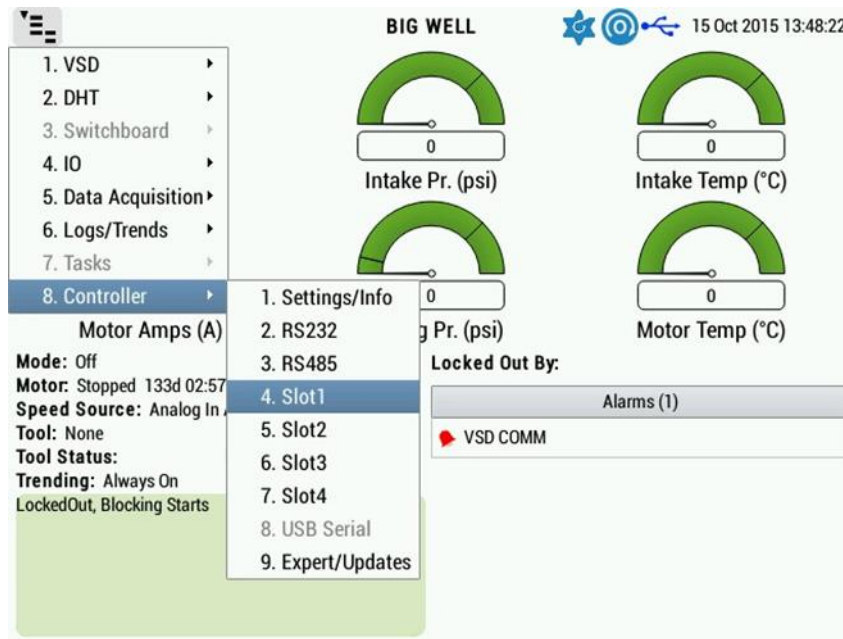 BIG WELL
15 Oct 2015 13:48:22
1. VSD
2. DHT
3. Switchboard
4. IO
5. Data Acquisition
6. Logs/Trends
7. Tasks
8. Controller
1. Settings/Info
2. RS232
3. RS485
4. Slot1
5. Slot2
6. Slot3
7. Slot4
8. USB Serial
9. Expert/Updates
0
Intake Pr. (psi)
0
Intake Temp (°C)
0
Pr. (psi)
0
Motor Temp (°C)
Motor Amps (A)
Mode: Off
Motor: Stopped 133d 02:57
Speed Source: Analog In
Tool: None
Tool Status:
Trending: Always On
LockedOut, Blocking Starts
Locked Out By:
Alarms (1)
VSD COMM